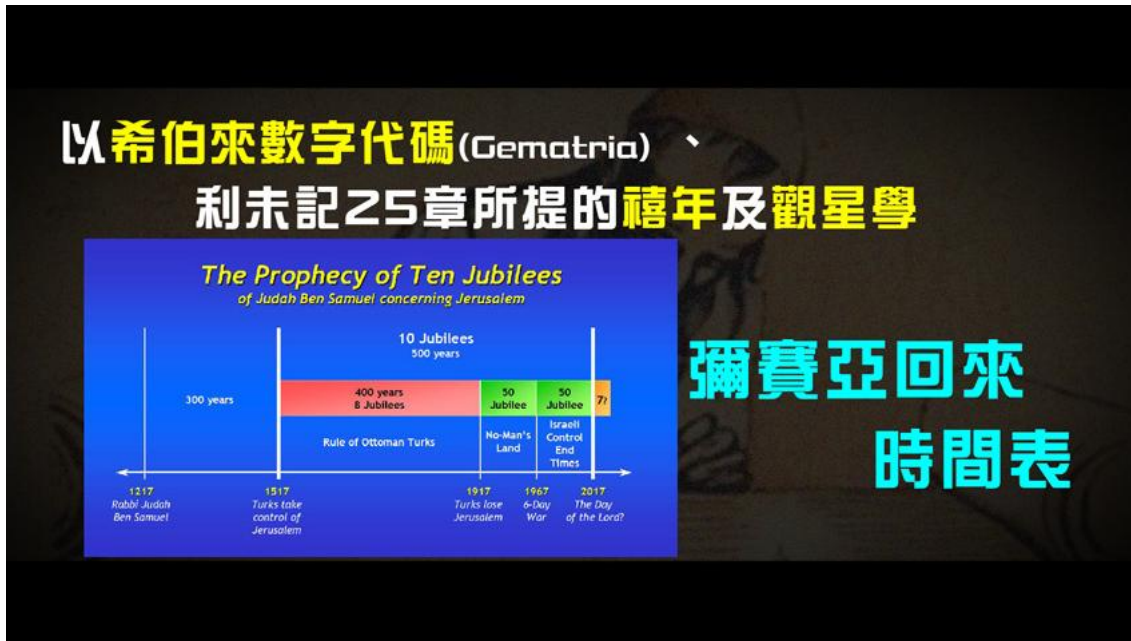 以希伯來數字代碼(Gematria)、
利未記25章所提的禧年及觀星學
The Prophecy of Ten Jubilees
of Judah Ben Samuel concerning Jerusalem
10 Jubilees
500 years
300 years
400 years
8 Jubilees
50
Jubilee
50
Jubilee
7?
Rule of Ottoman Turks
No-Man's
Land
Israeli
Control
End
Times
1217
Rabbi Judah
Ben Samuel
1517
Turks take
control of
Jerusalem
1917
Turks lose
Jerusalem
1967
6-Day
War
2017
The Day
of the Lord?
彌賽亞回來
時間表